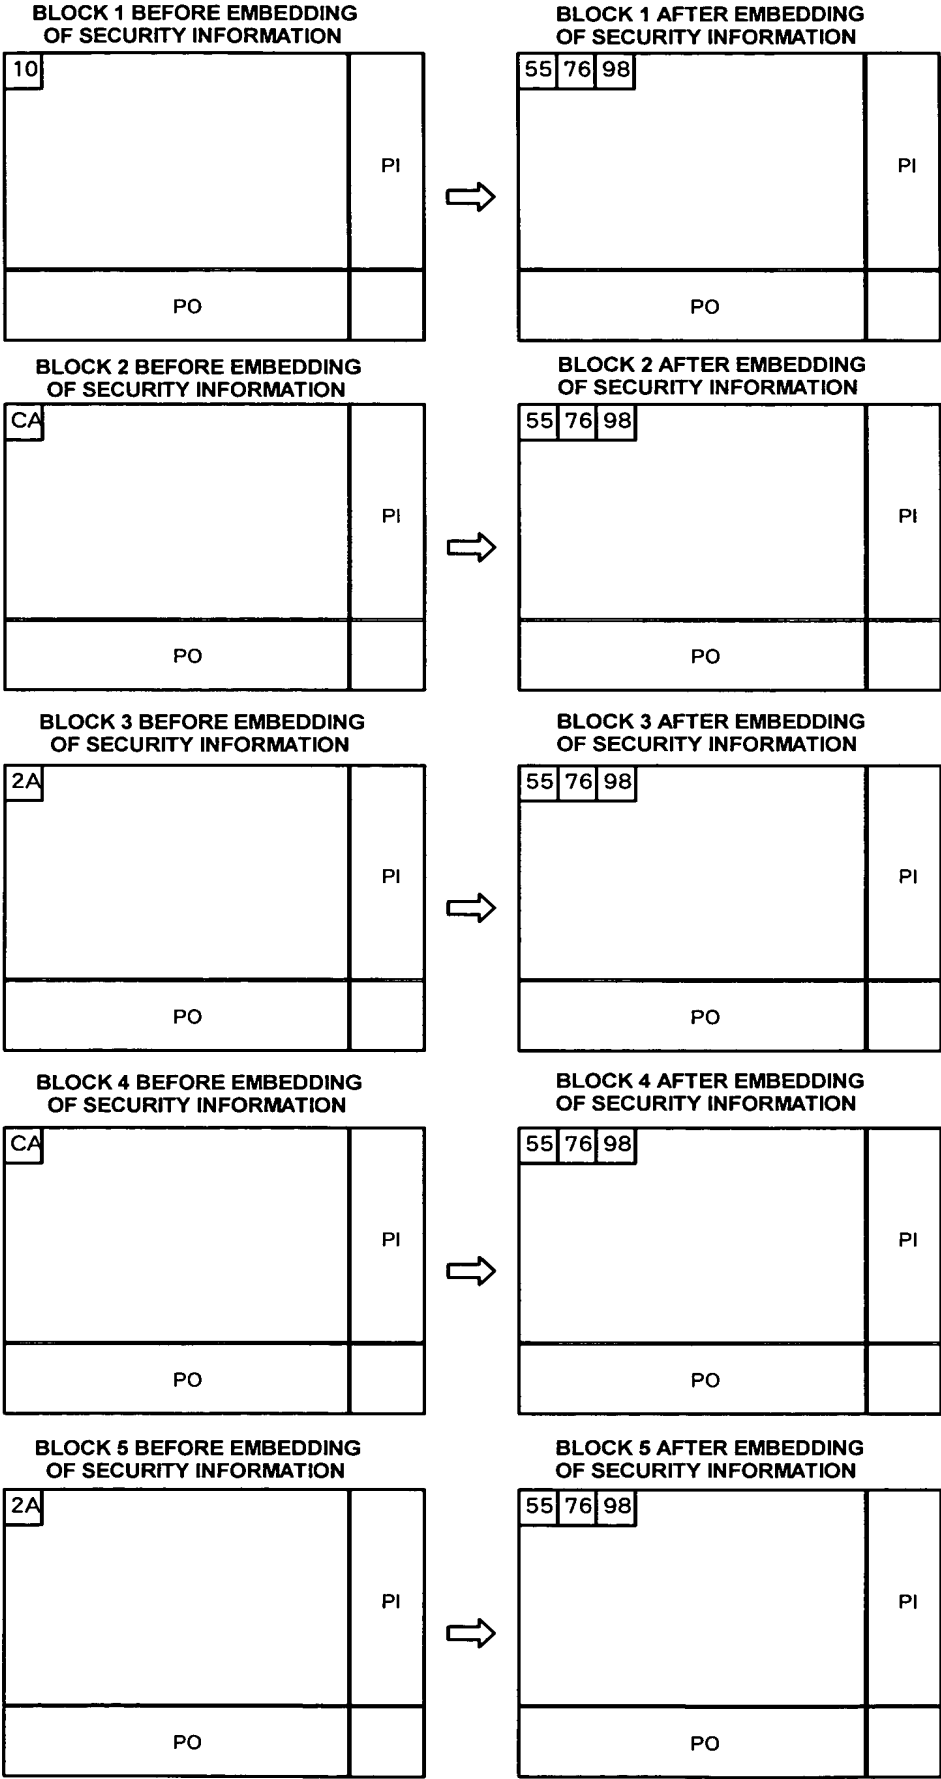 BLOCK 1 BEFORE EMBEDDING
OF SECURITY INFORMATION
10
PI
PO
BLOCK 1 AFTER EMBEDDING
OF SECURITY INFORMATION
55 76 98
PI
PO
BLOCK 2 BEFORE EMBEDDING
OF SECURITY INFORMATION
CA
PI
PO
BLOCK 2 AFTER EMBEDDING
OF SECURITY INFORMATION
55 76 98
PI
PO
BLOCK 3 BEFORE EMBEDDING
OF SECURITY INFORMATION
2A
PI
PO
BLOCK 3 AFTER EMBEDDING
OF SECURITY INFORMATION
55 76 98
PI
PO
BLOCK 4 BEFORE EMBEDDING
OF SECURITY INFORMATION
CA
PI
PO
BLOCK 4 AFTER EMBEDDING
OF SECURITY INFORMATION
55 76 98
PI
PO
BLOCK 5 BEFORE EMBEDDING
OF SECURITY INFORMATION
2A
PI
PO
BLOCK 5 AFTER EMBEDDING
OF SECURITY INFORMATION
55 76 98
PI
PO